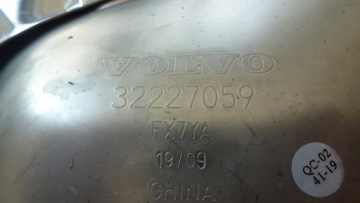 VOLVO
32227059
FX7YA
19/09
CHINA
QC-02
41-19